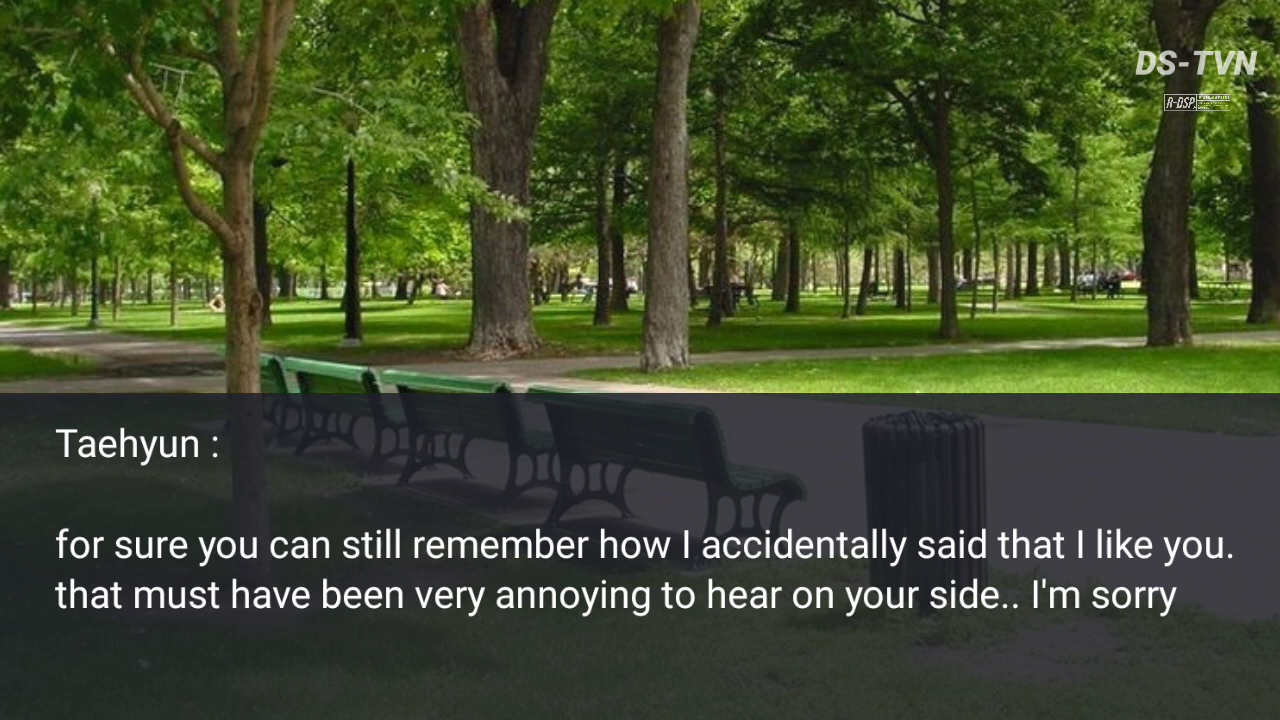 DS-TVN
R-DSP.
Taehyun :
for sure you can still remember how I accidentally said that I like you.
that must have been very annoying to hear on your side.. I'm sorry